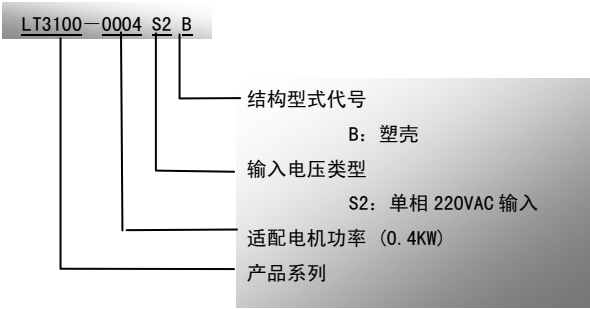 LT3100－0004 S2 B
结构型式代号
B：塑壳
输入电压类型
S2：单相 220VAC 输入
适配电机功率 (0.4KW)
产品系列